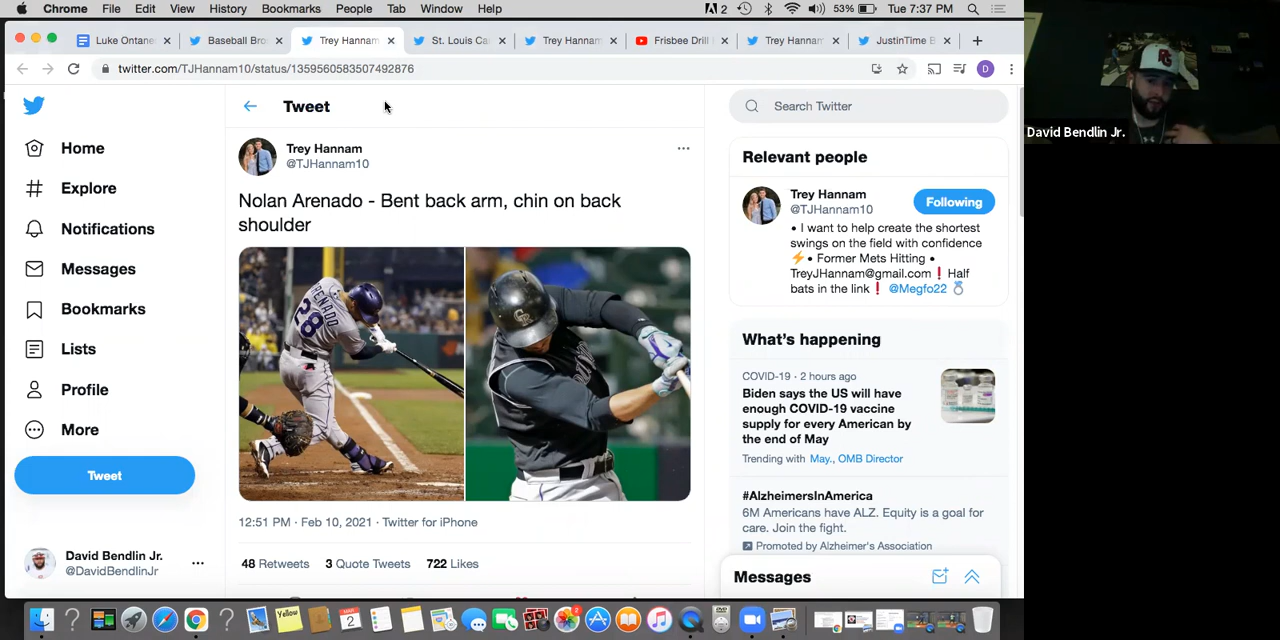 Chrome File Edit View History Bookmarks People Tab Window Help
2 53% Tue 7:37 PM
Luke Ontane
Baseball Bro
Trey Hannam
St. Louis Ca
Trey Hannam
Frisbee Drill
Trey Hannam
JustinTime B
twitter.com/TJHannam10/status/1359560583507492876
D
David Bendlin Jr.
Home
Explore
Notifications
Messages
Bookmarks
Lists
Profile
More
Tweet
David Bendlin Jr.
@DavidBendlinJr
Tweet
Trey Hannam
@TJHannam10
Nolan Arenado - Bent back arm, chin on back
shoulder
28
CR
12:51 PM · Feb 10, 2021 · Twitter for iPhone
48 Retweets 3 Quote Tweets 722 Likes
Search Twitter
Relevant people
Trey Hannam
@TJHannam10
Following
• I want to help create the shortest
swings on the field with confidence
⚡• Former Mets Hitting •
TreyJHannam@gmail.com❗Half
bats in the link❗ @Megfo22 💍
What's happening
COVID-19 · 2 hours ago
Biden says the US will have
enough COVID-19 vaccine
supply for every American by
the end of May
Trending with May., OMB Director
#AlzheimersInAmerica
6M Americans have ALZ. Equity is a goal for
care. Join the fight.
Promoted by Alzheimer's Association
Messages
Yellow
MAR
2
2